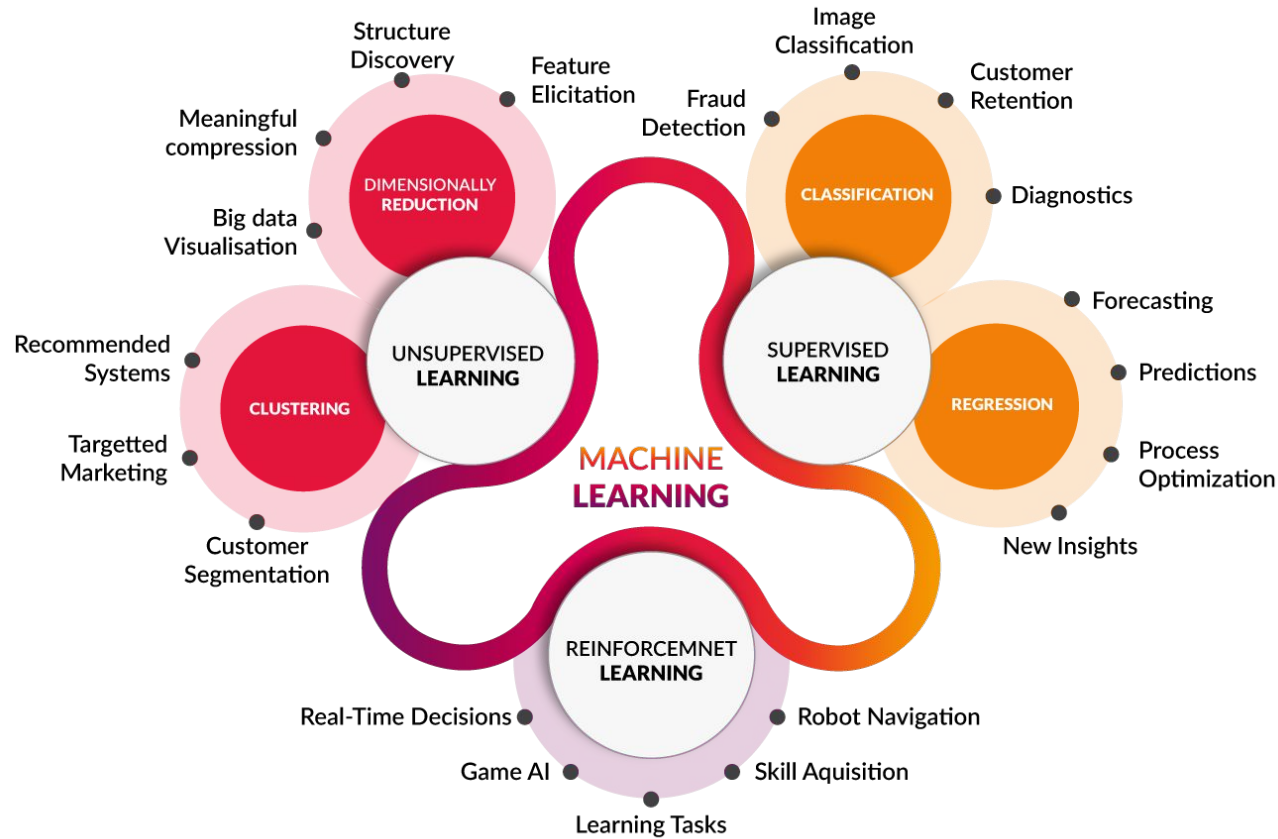 Structure
Discovery
Feature
Elicitation
Meaningful
compression
Big data
Visualisation
DIMENSIONALLY
REDUCTION
UNSUPERVISED
LEARNING
Recommended
Systems
Targetted
Marketing
Customer
Segmentation
CLUSTERING
Image
Classification
Customer
Retention
Fraud
Detection
Diagnostics
CLASSIFICATION
SUPERVISED
LEARNING
Forecasting
Predictions
Process
Optimization
New Insights
REGRESSION
MACHINE
LEARNING
REINFORCEMNET
LEARNING
Real-Time Decisions
Game AI
Learning Tasks
Skill Aquisition
Robot Navigation